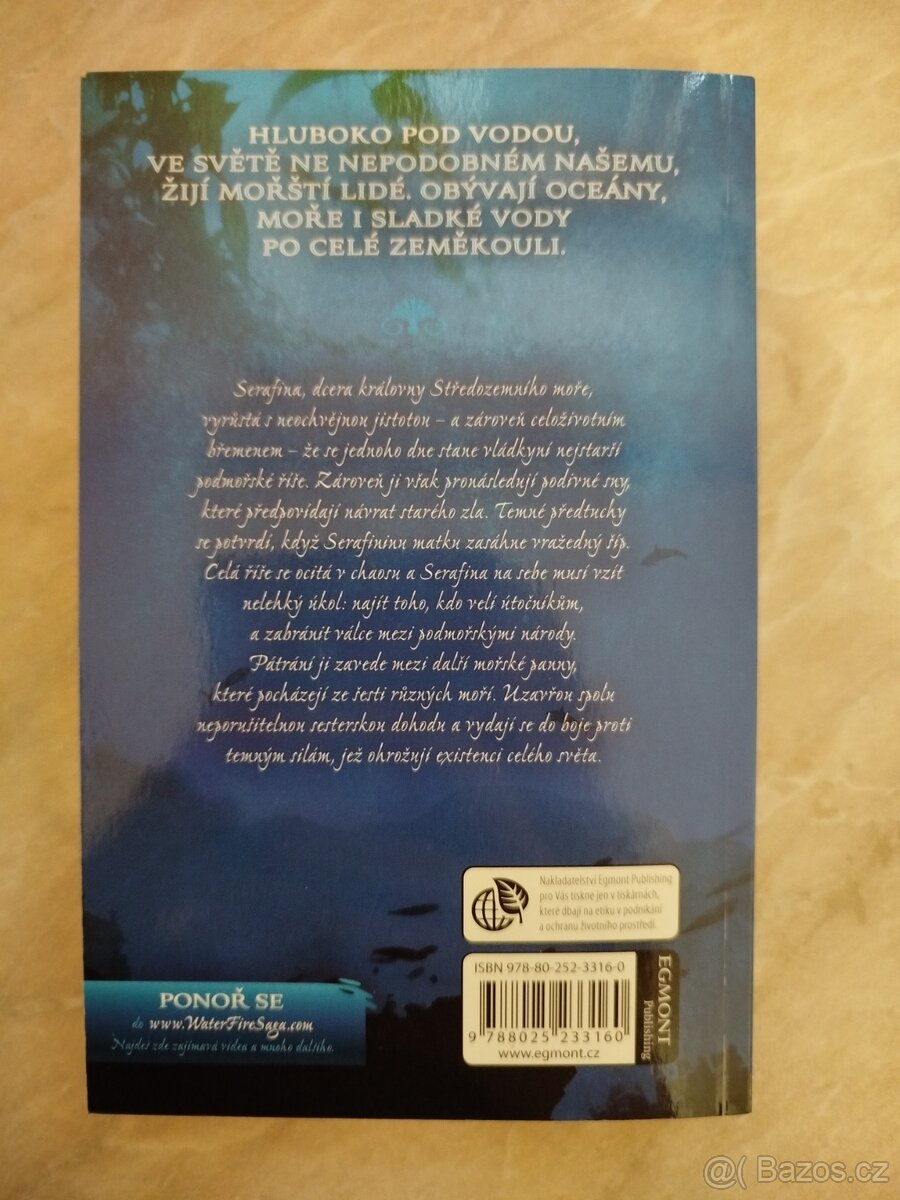 HLUBOKO POD VODOU,
VE SVĚTĚ NE NEPODOBNÉM NAŠEMU,
ŽIJÍ MOŘŠTÍ LIDÉ. OBÝVAJÍ OCEÁNY,
MOŘE I SLADKÉ VODY
PO CELÉ ZEMĚKOULI.
Serafina, dcera královny Středozemního moře,
vyrůstá s neochvějnou jistotou – a zároveň celoživotním
břemenem – že se jednoho dne stane vládkyní nejstarší
podmořské říše. Zároveň ji však pronásledují podivné sny,
které předpovídají návrat starého zla. Temné předtuchy
se potvrdí, když Serafininu matku zasáhne vražedný šíp.
Celá říše se ocitá v chaosu a Serafina na sebe musí vzít
nelehký úkol: najít toho, kdo velí útočníkům,
a zabránit válce mezi podmořskými národy.
Pátrání ji zavede mezi další mořské panny,
které pocházejí ze šesti různých moří. Uzavřou spolu
neporušitelnou sesterskou dohodu a vydají se do boje proti
temným silám, jež ohrožují existenci celého světa.
Nakladatelství Egmont Publishing
pro Vás tiskne jen v tiskárnách,
které dbají na etiku v podnikání
a ochranu životního prostředí.
ISBN 978-80-252-3316-0
9 788025 233160
www.egmont.cz
EGMONT
Publishing
PONOŘ SE
do www.WaterFireSaga.com
Najdeš zde zajímavá videa a mnoho dalšího.
@( Bazos.cz